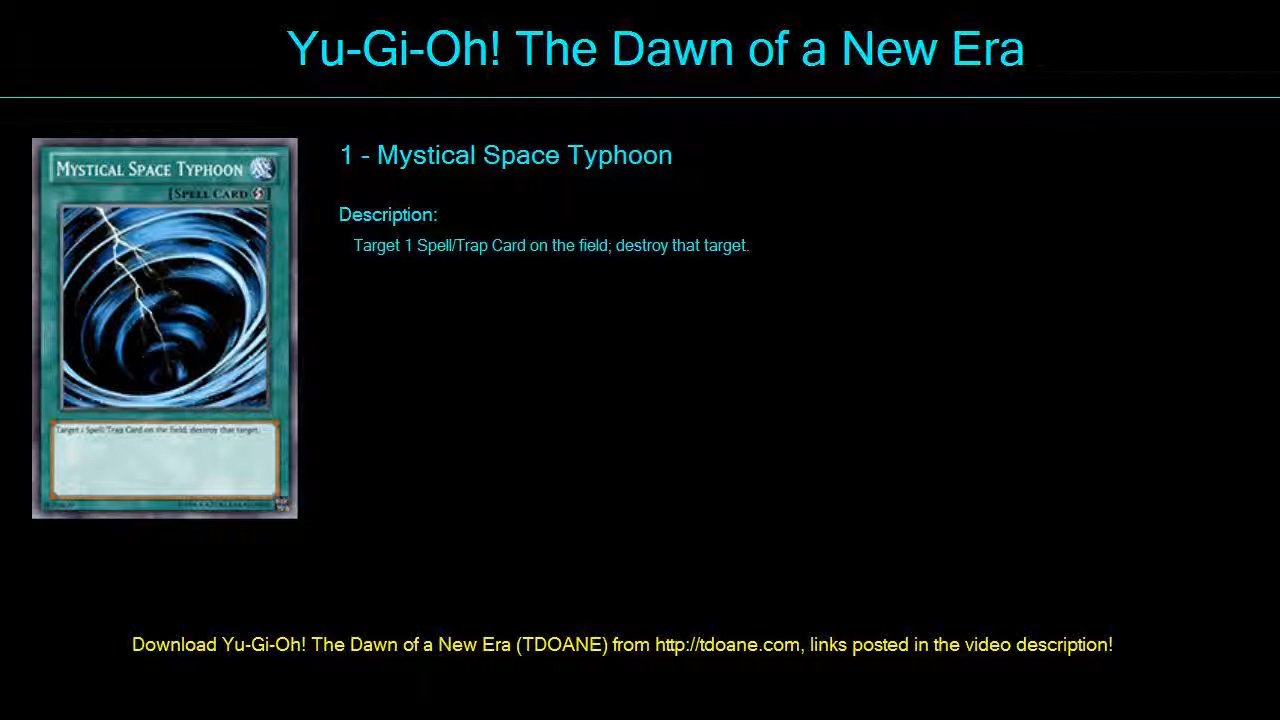 Yu-Gi-Oh! The Dawn of a New Era
1 - Mystical Space Typhoon
Description:
Target 1 Spell/Trap Card on the field; destroy that target.
MYSTICAL SPACE TYPHOON
[SPELL CARD ]
Target 1 Spell/Trap Card on the field; destroy that target.
Download Yu-Gi-Oh! The Dawn of a New Era (TDOANE) from http://tdoane.com, links posted in the video description!